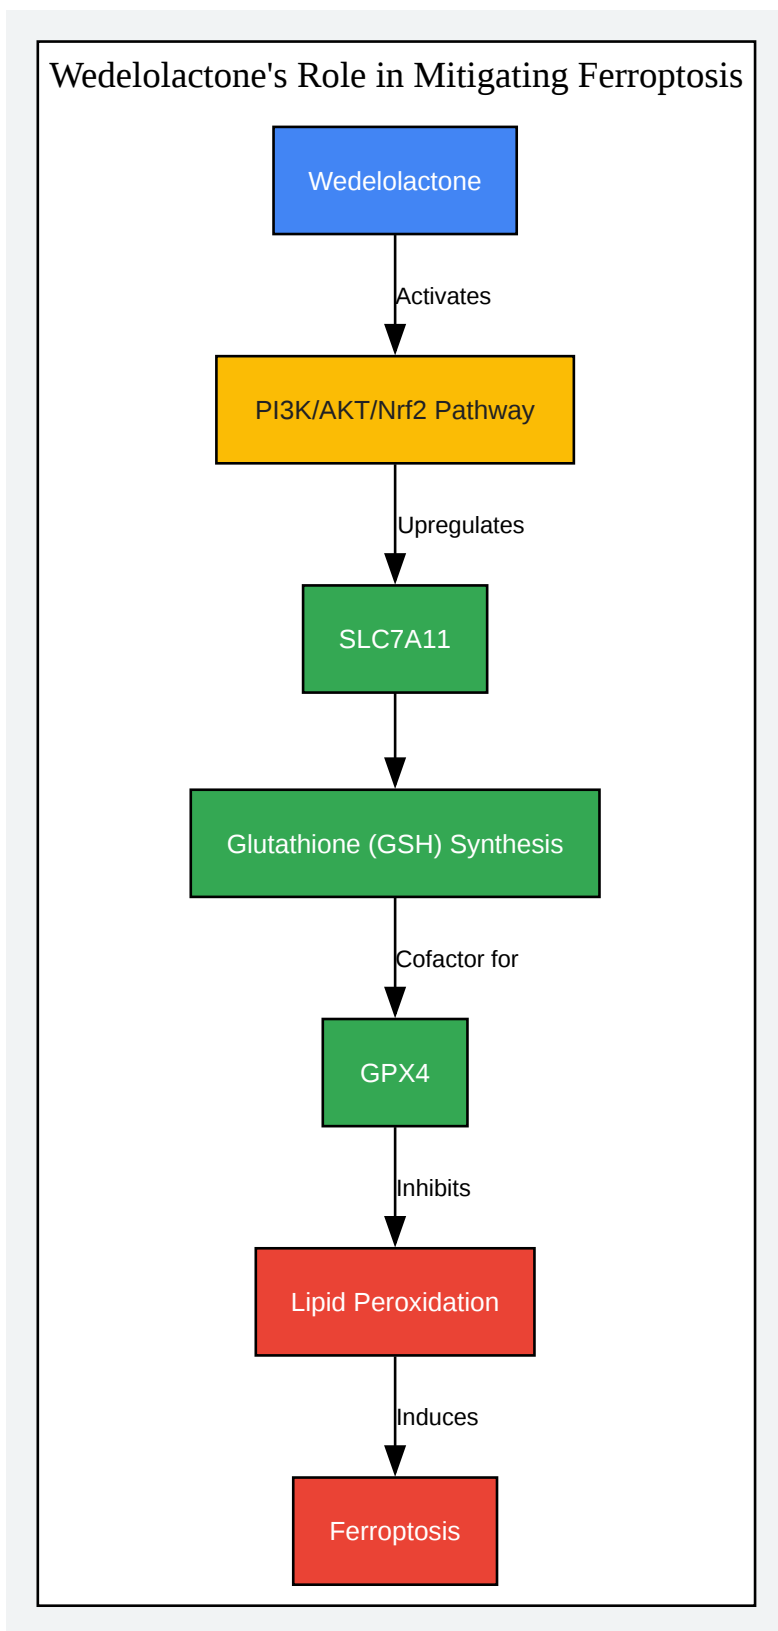 Wedelolactone's Role in Mitigating Ferroptosis
Wedelolactone
Activates
PI3K/AKT/Nrf2 Pathway
Upregulates
SLC7A11
Glutathione (GSH) Synthesis
Cofactor for
GPX4
Inhibits
Lipid Peroxidation
Induces
Ferroptosis